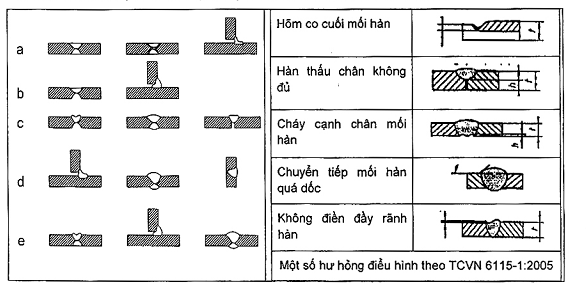 a
b
c
d
e
Hõm co cuối mối hàn
Hàn thấu chân không
đủ
Cháy cạnh chân mối
hàn
Chuyển tiếp mối hàn
quá dốc
Không điền đầy rãnh
hàn
Một số hư hỏng điểu hình theo TCVN 6115-1:2005